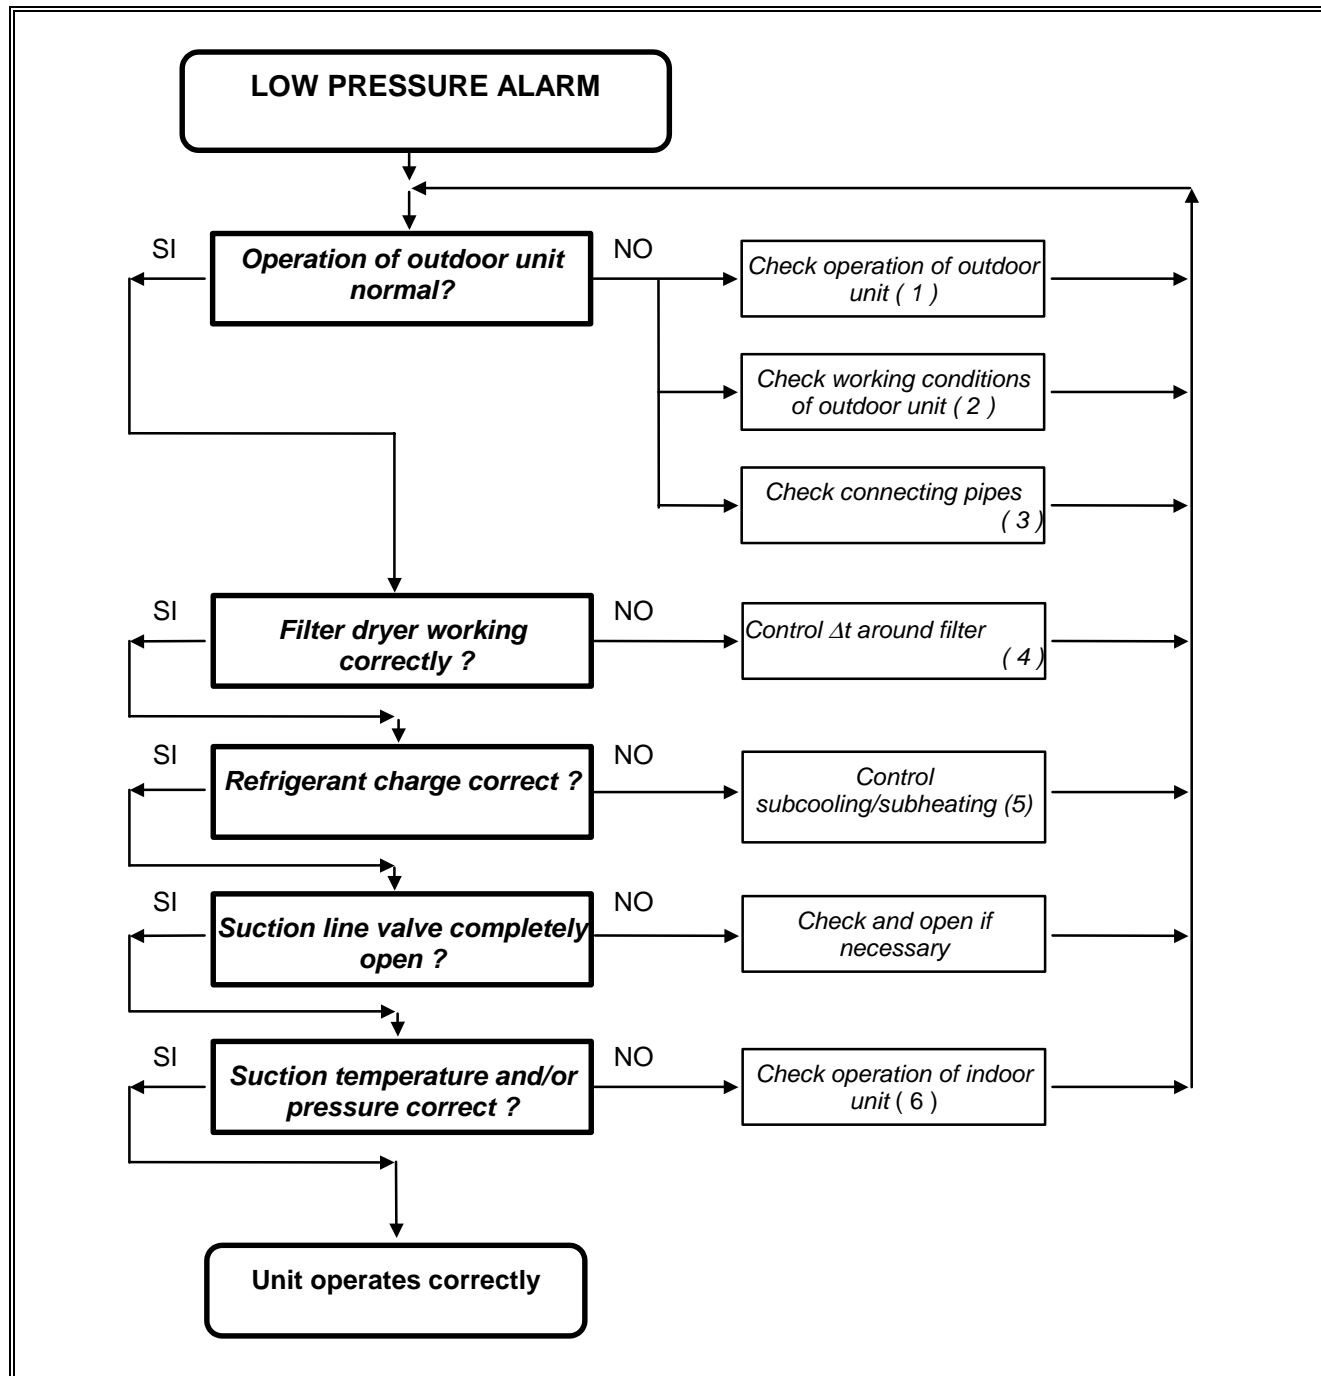 LOW PRESSURE ALARM
SI
Operation of outdoor unit
normal?
NO
Check operation of outdoor
unit ( 1 )
Check working conditions
of outdoor unit ( 2 )
Check connecting pipes
( 3 )
SI
Filter dryer working
correctly ?
NO
Control Δt around filter
( 4 )
SI
Refrigerant charge correct ?
NO
Control
subcooling/subheating (5)
SI
Suction line valve completely
open ?
NO
Check and open if
necessary
SI
Suction temperature and/or
pressure correct ?
NO
Check operation of indoor
unit ( 6 )
Unit operates correctly